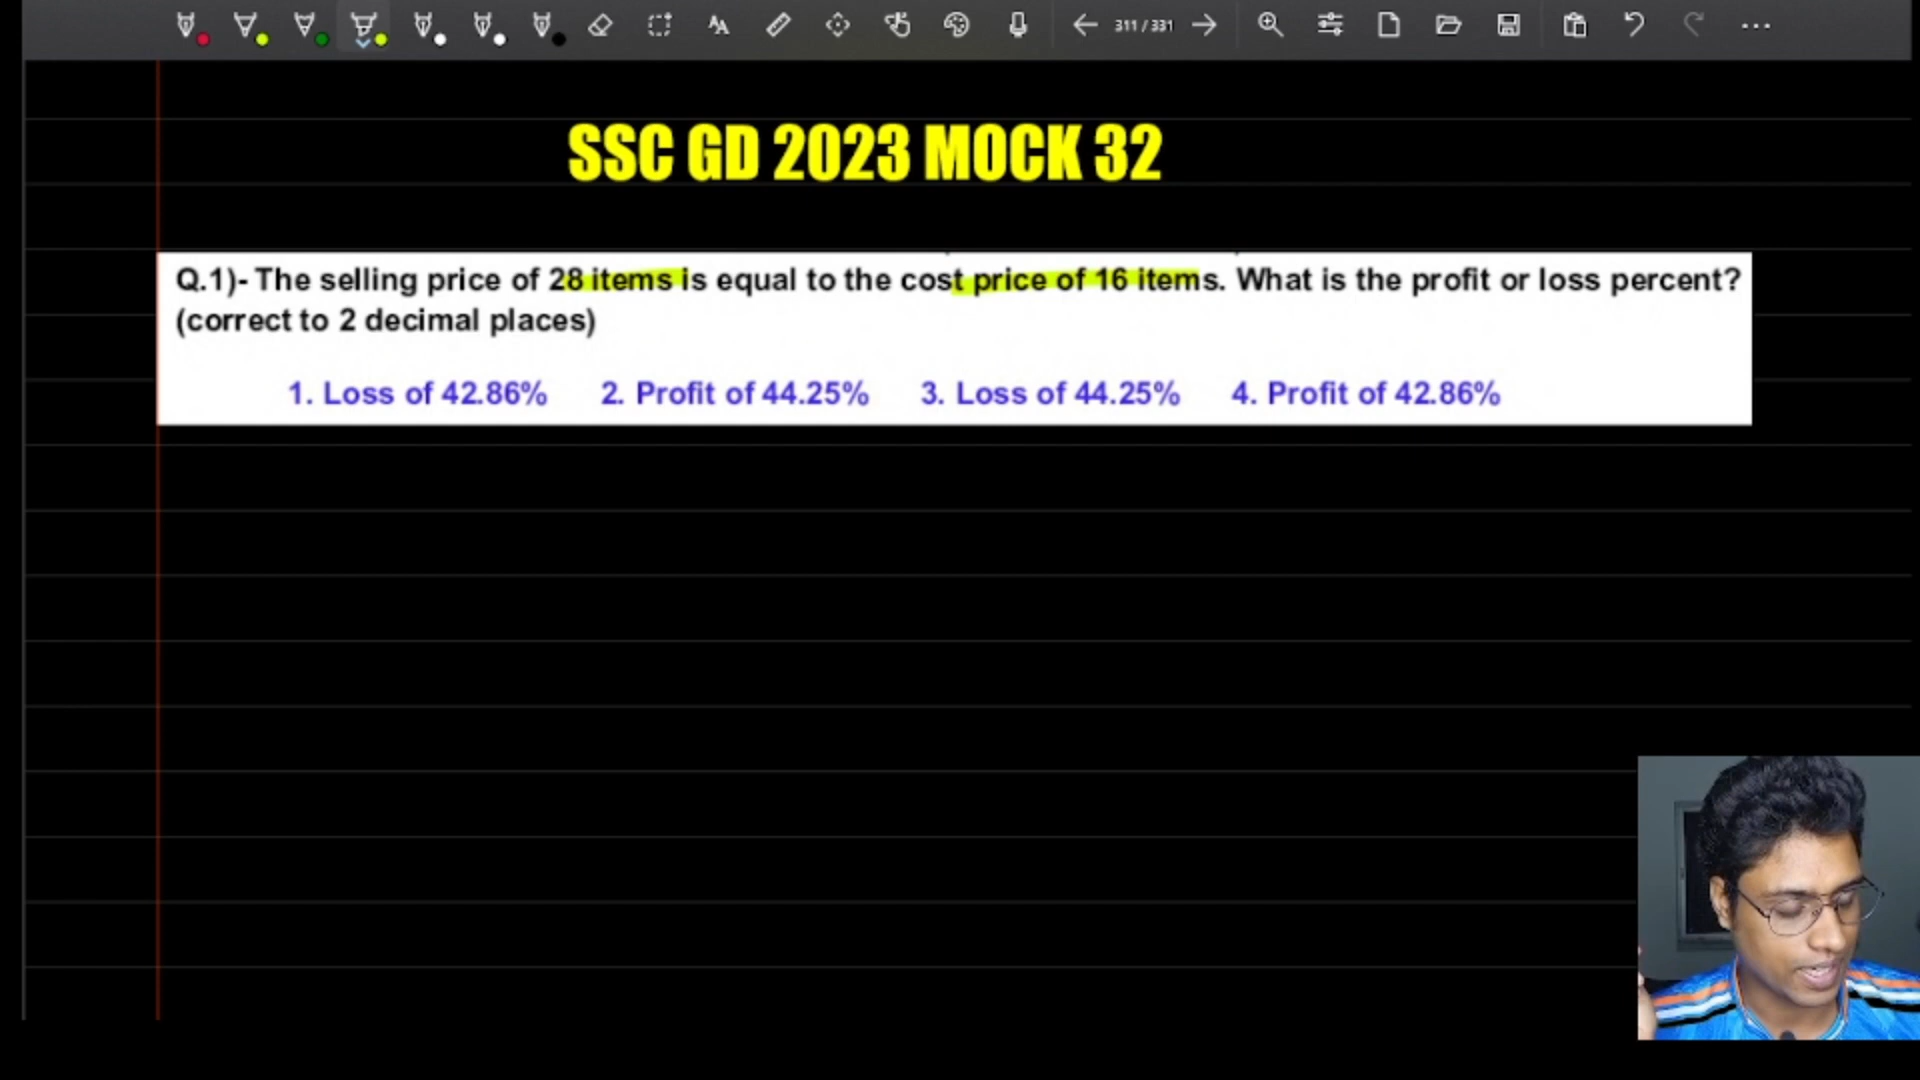 311 / 331
SSC GD 2023 MOCK 32
Q.1)- The selling price of 28 items is equal to the cost price of 16 items. What is the profit or loss percent?
(correct to 2 decimal places)
1. Loss of 42.86% 2. Profit of 44.25% 3. Loss of 44.25% 4. Profit of 42.86%